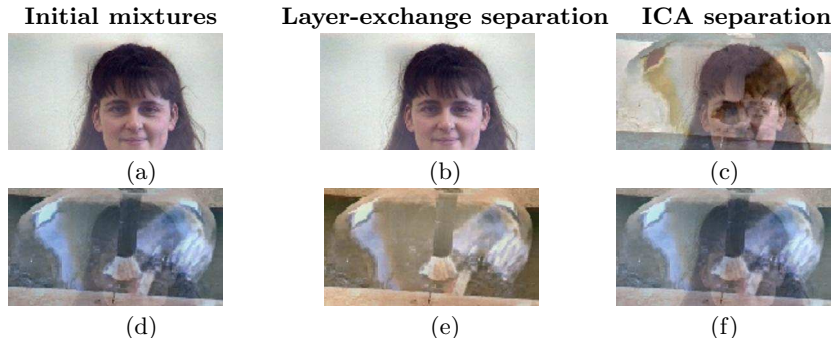 Initial mixtures Layer-exchange separation ICA separation
(a) (b) (c)
(d) (e) (f)